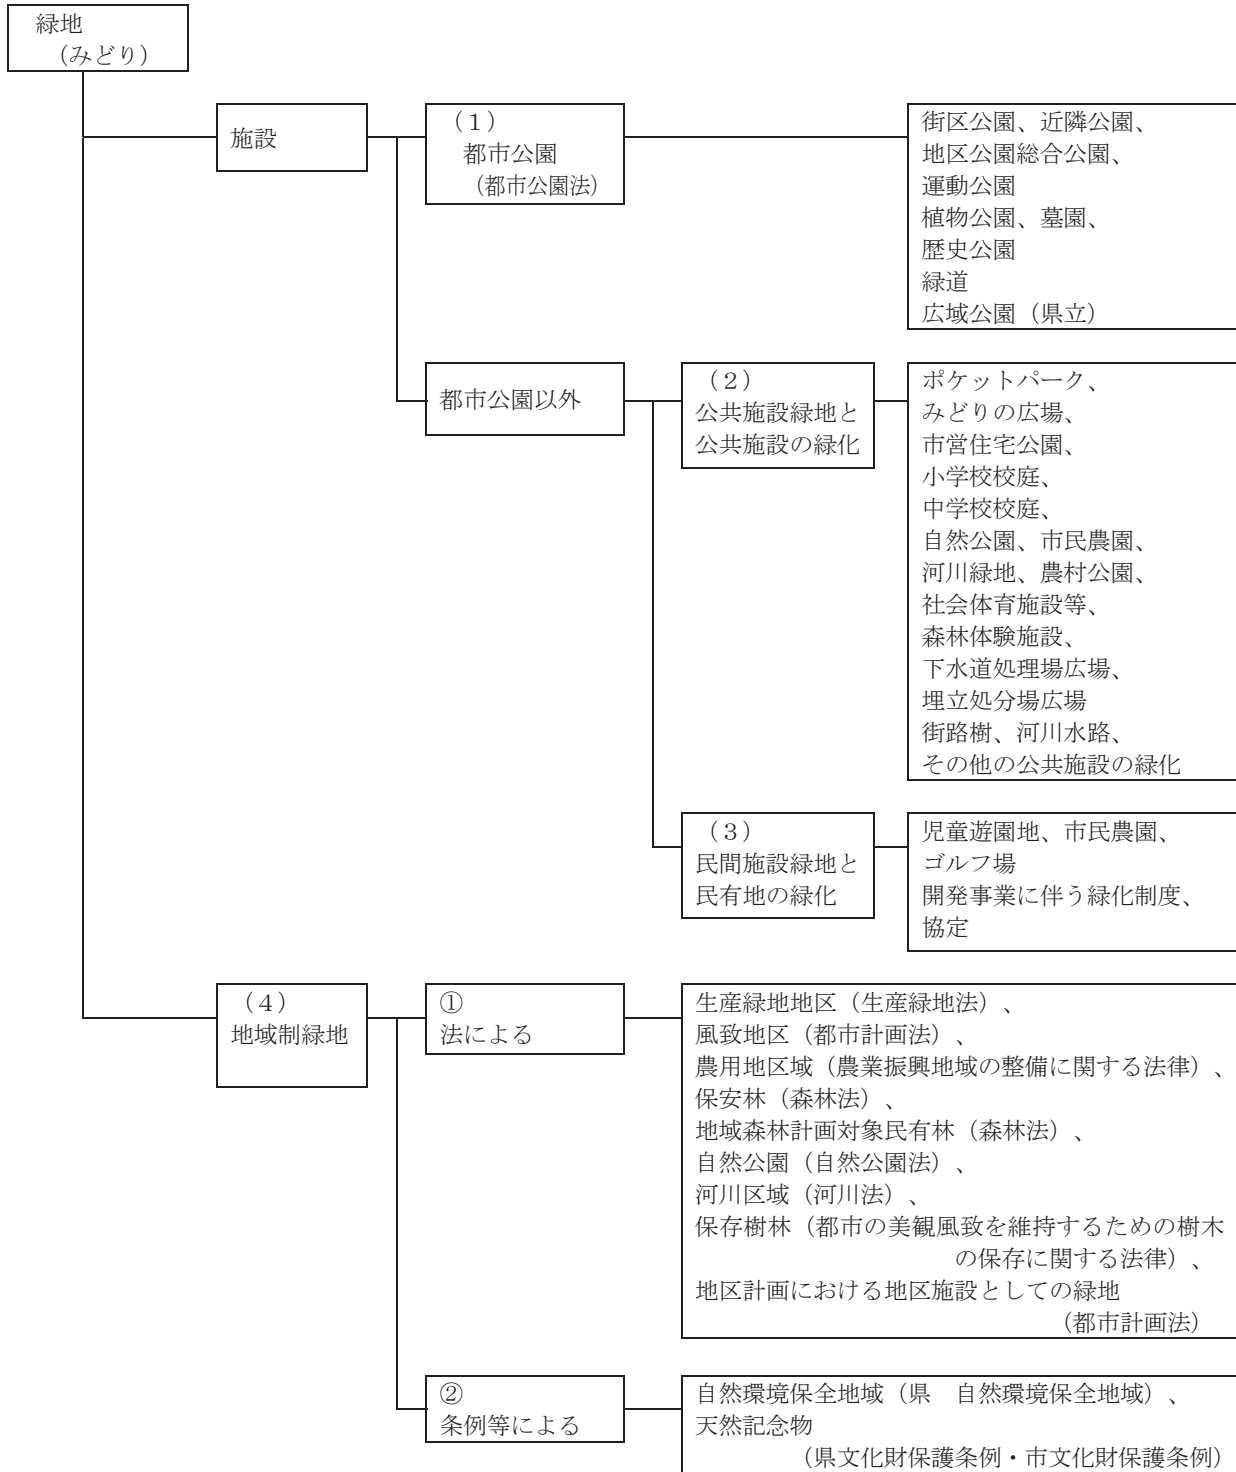 緑地
（みどり）
施設
（１）
都市公園
（都市公園法）
街区公園、近隣公園、
地区公園総合公園、
運動公園
植物公園、墓園、
歴史公園
緑道
広域公園（県立）
都市公園以外
（２）
公共施設緑地と
公共施設の緑化
ポケットパーク、
みどりの広場、
市営住宅公園、
小学校校庭、
中学校校庭、
自然公園、市民農園、
河川緑地、農村公園、
社会体育施設等、
森林体験施設、
下水道処理場広場、
埋立処分場広場
街路樹、河川水路、
その他の公共施設の緑化
（３）
民間施設緑地と
民有地の緑化
児童遊園地、市民農園、
ゴルフ場
開発事業に伴う緑化制度、
協定
（４）
地域制緑地
①
法による
生産緑地地区（生産緑地法）、
風致地区（都市計画法）、
農用地区域（農業振興地域の整備に関する法律）、
保安林（森林法）、
地域森林計画対象民有林（森林法）、
自然公園（自然公園法）、
河川区域（河川法）、
保存樹林（都市の美観風致を維持するための樹木
の保存に関する法律）、
地区計画における地区施設としての緑地
（都市計画法）
②
条例等による
自然環境保全地域（県　自然環境保全地域）、
天然記念物
（県文化財保護条例・市文化財保護条例）